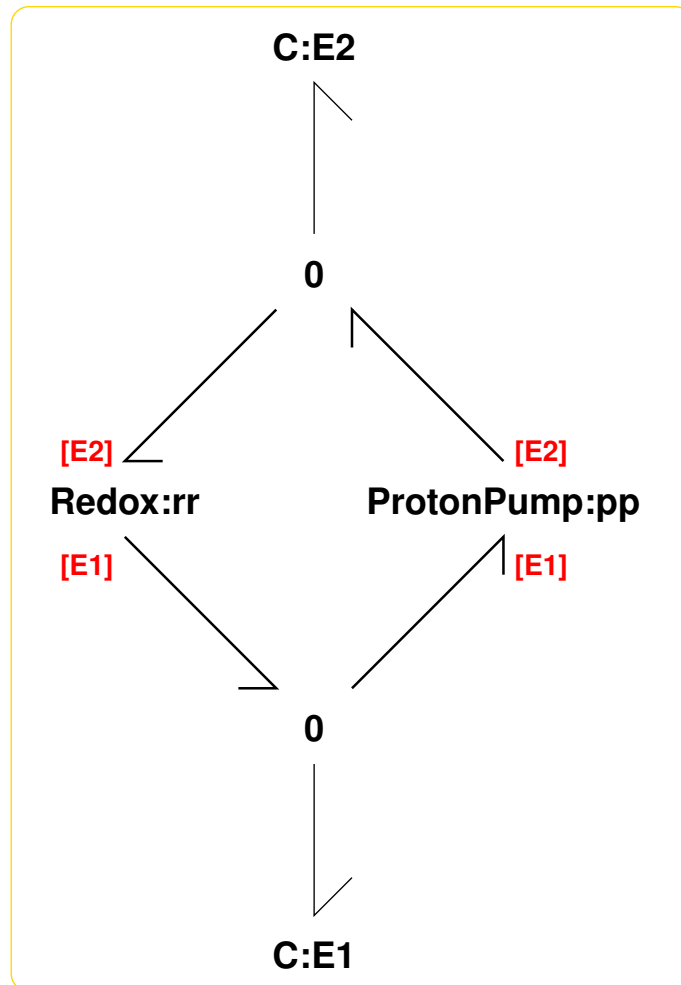 C:E2
0
[E2] [E2]
Redox:rr ProtonPump:pp
[E1] [E1]
0
C:E1